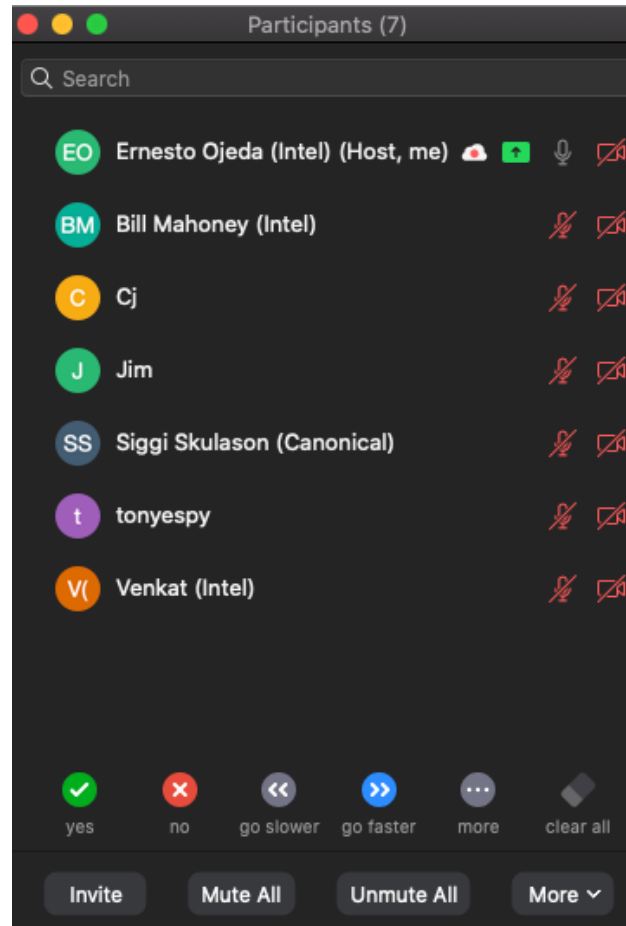 Participants (7)
Search
EO Ernesto Ojeda (Intel) (Host, me)
BM Bill Mahoney (Intel)
C Cj
J Jim
SS Siggi Skulason (Canonical)
t tonyespy
V( Venkat (Intel)
yes no go slower go faster more clear all
Invite Mute All Unmute All More